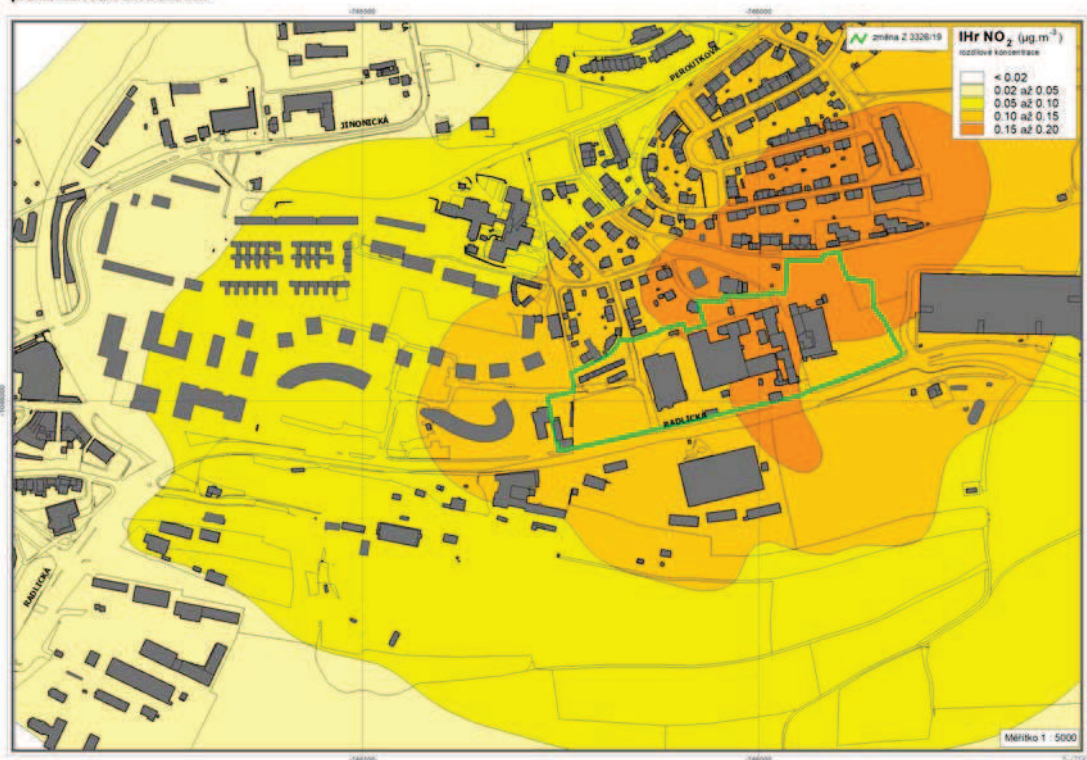 změna Z 3326/19
IHr NO₂ (µg.m⁻³)
rozdílové koncentrace
< 0.02
0.02 až 0.05
0.05 až 0.10
0.10 až 0.15
0.15 až 0.20
PEROUTKOVA
JINONICKÁ
RADLICKÁ
RADLICKÁ
Měřítko 1 : 5000